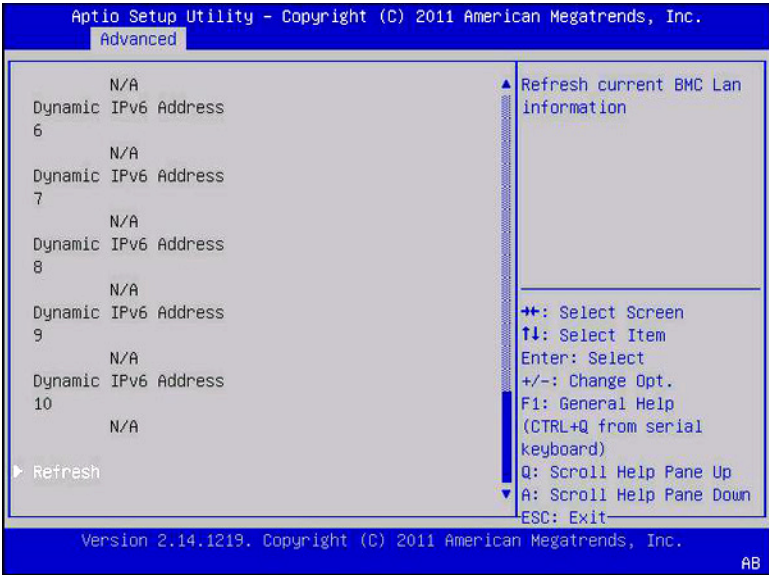 Aptio Setup Utility – Copyright (C) 2011 American Megatrends, Inc.
Advanced
N/A
Dynamic IPv6 Address
6
N/A
Dynamic IPv6 Address
7
N/A
Dynamic IPv6 Address
8
N/A
Dynamic IPv6 Address
9
N/A
Dynamic IPv6 Address
10
N/A
Refresh
Refresh current BMC Lan
information
→←: Select Screen
↑↓: Select Item
Enter: Select
+/-: Change Opt.
F1: General Help
(CTRL+Q from serial
keyboard)
Q: Scroll Help Pane Up
A: Scroll Help Pane Down
ESC: Exit
Version 2.14.1219. Copyright (C) 2011 American Megatrends, Inc.
AB